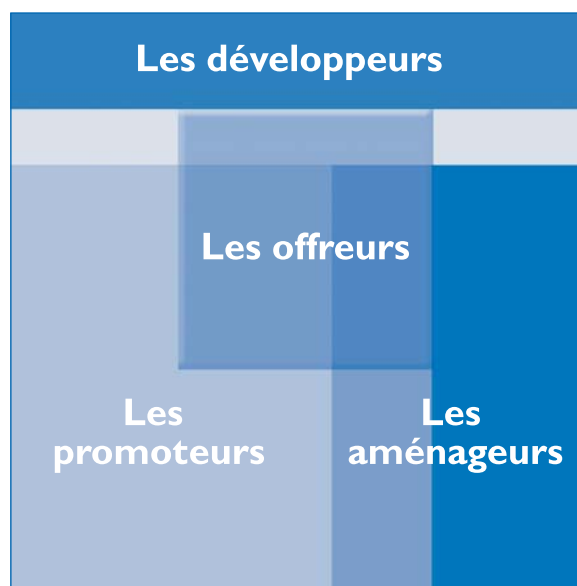 Les développeurs
Les offreurs
Les
promoteurs
Les
aménageurs